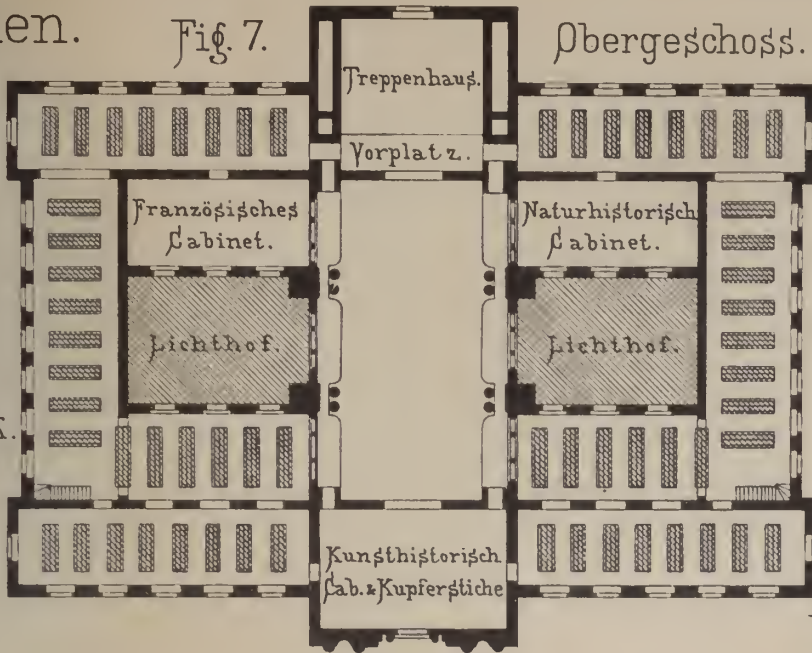 en.
Fig. 7.
Obergeschoss.
Treppenhaus.
Vorplatz.
Französisches
Cabinet.
Naturhistorisch
Cabinet.
Lichthof.
Lichthof.
Kunsthistorisch
Cab. & Kupferstiche